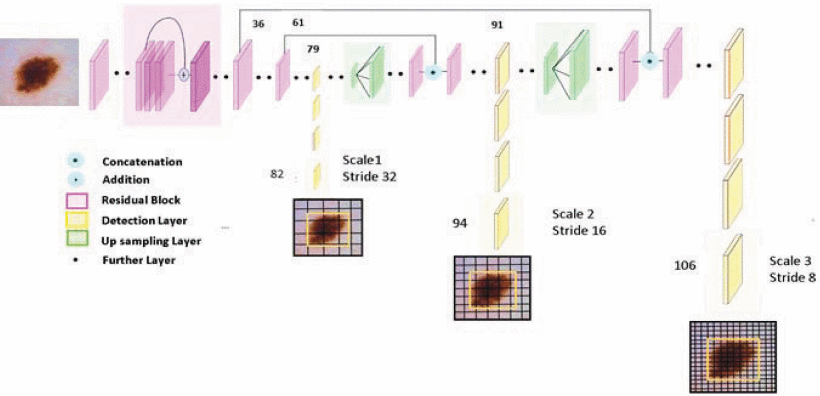 36
61
91
79
82
Scale1
Stride 32
Concatenation
Addition
Residual Block
Detection Layer
Up sampling Layer
Further Layer
94
Scale 2
Stride 16
106
Scale 3
Stride 8